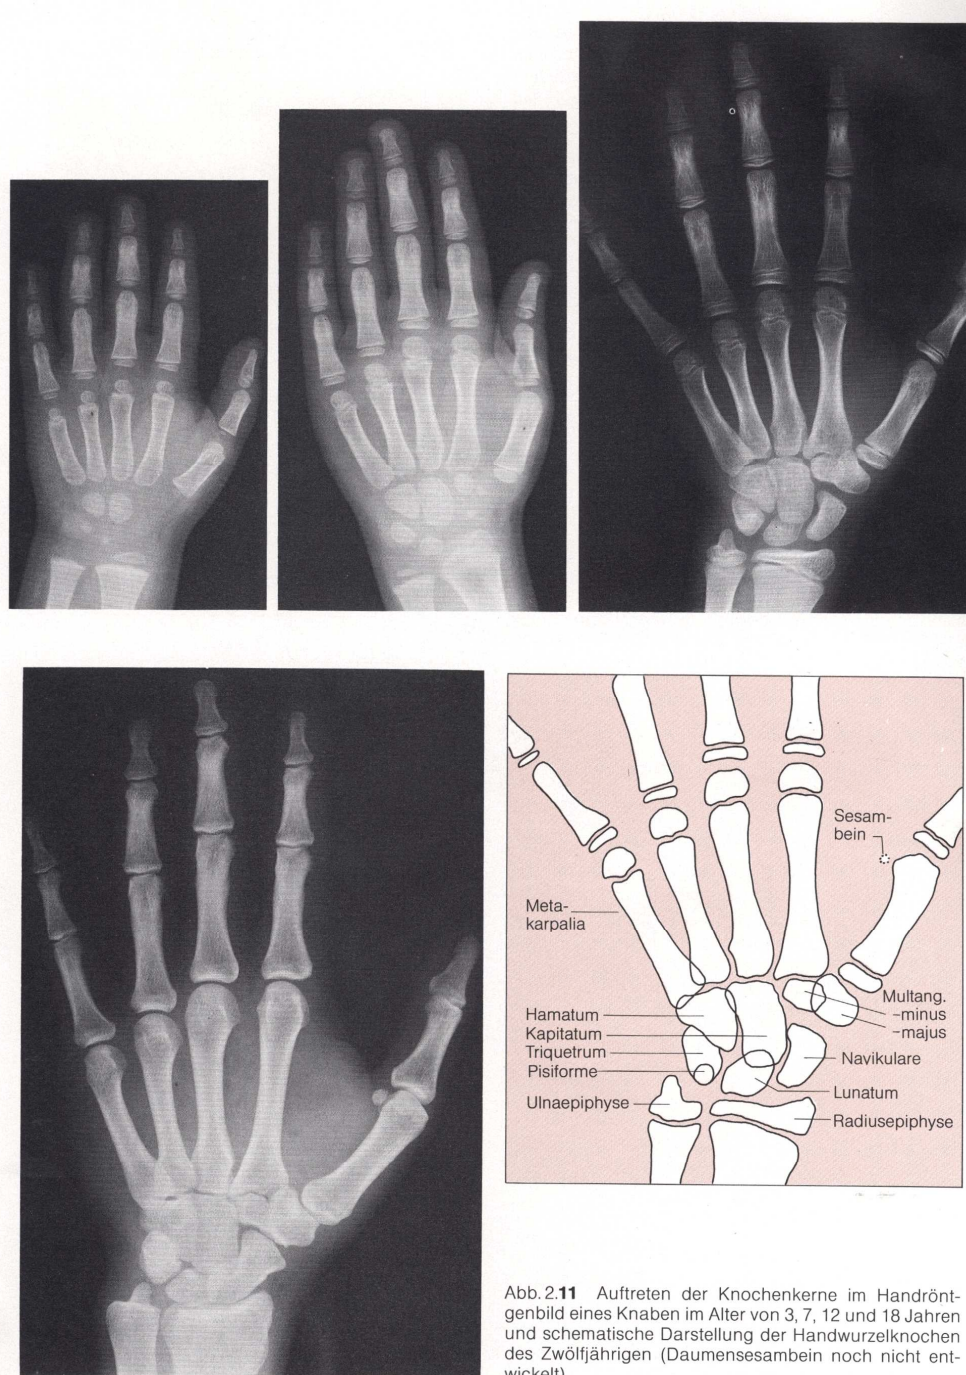 Sesam-
bein
Meta-
karpalia
Multang.
-minus
-majus
Hamatum
Kapitatum
Triquetrum
Pisiforme
Navikulare
Lunatum
Ulnaepiphyse
Radiusepiphyse
Abb. 2.11 Auftreten der Knochenkerne im Handrönt-
genbild eines Knaben im Alter von 3, 7, 12 und 18 Jahren
und schematische Darstellung der Handwurzelknochen
des Zwölfjährigen (Daumensesambein noch nicht ent-
wickelt)